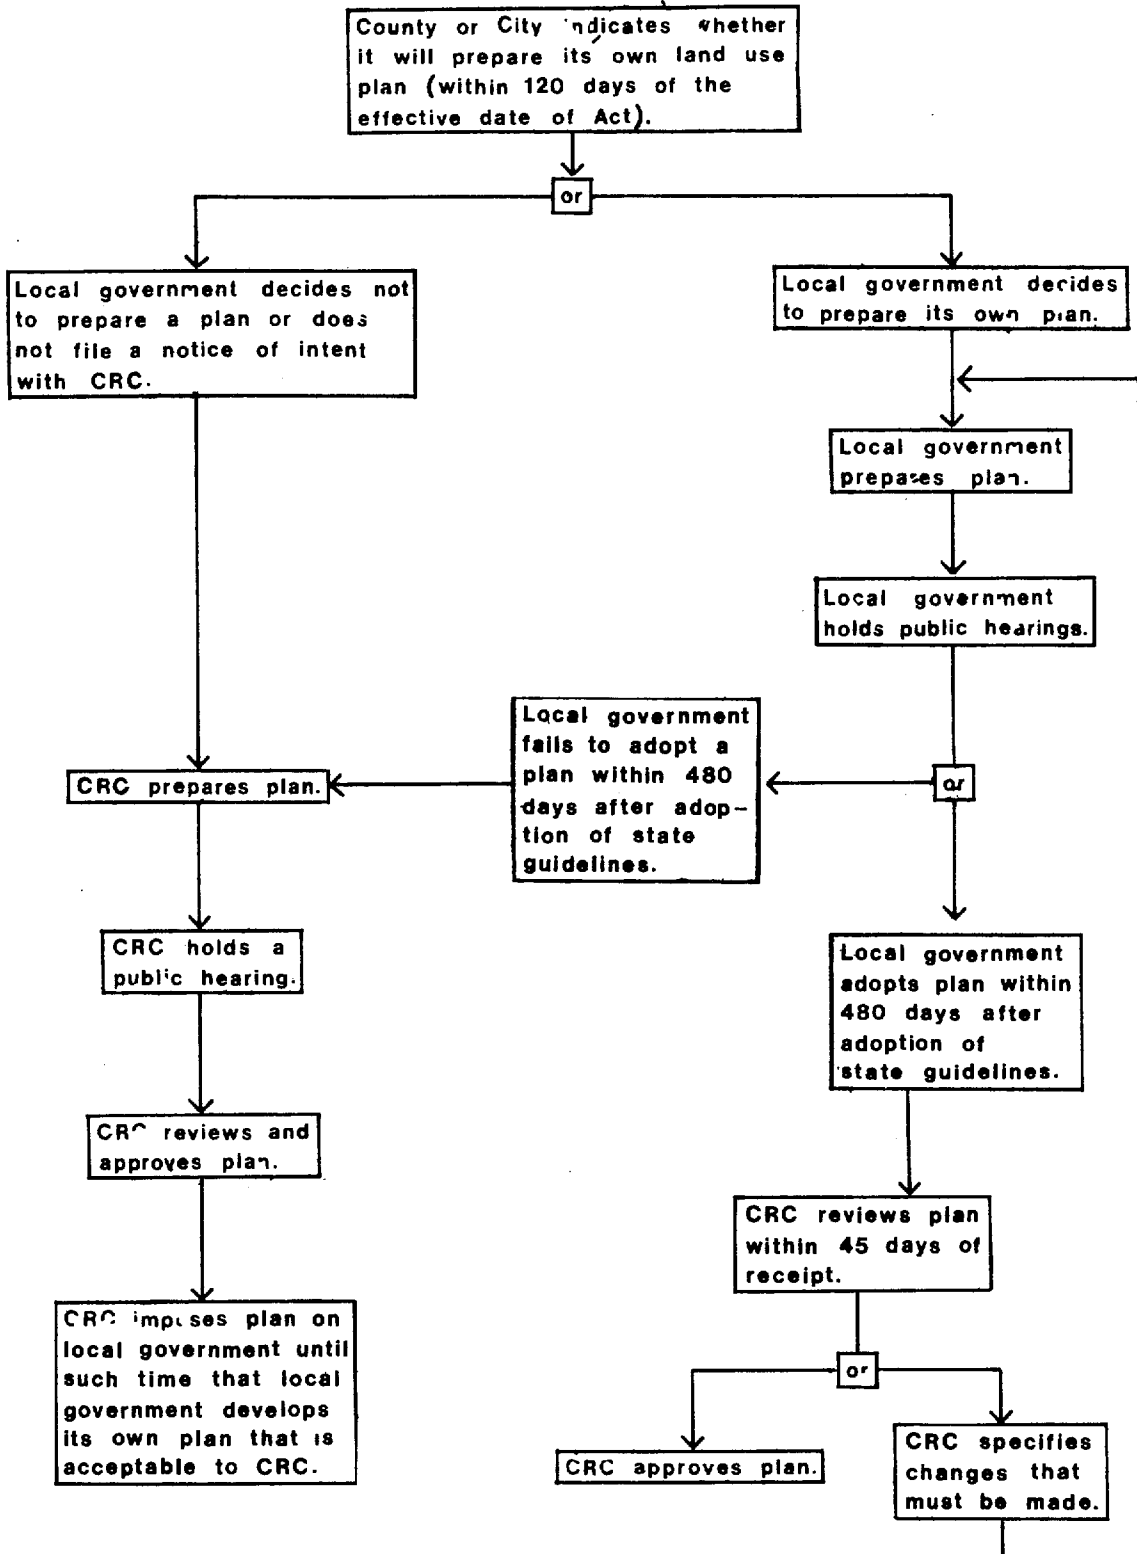 County or City indicates whether
it will prepare its own land use
plan (within 120 days of the
effective date of Act).
or
Local government decides not
to prepare a plan or does
not file a notice of intent
with CRC.
Local government decides
to prepare its own plan.
Local government
prepares plan.
Local government
holds public hearings.
Local government
fails to adopt a
plan within 480
days after adop-
tion of state
guidelines.
or
CRC prepares plan.
CRC holds a
public hearing.
Local government
adopts plan within
480 days after
adoption of
state guidelines.
CRC reviews and
approves plan.
CRC reviews plan
within 45 days of
receipt.
CRC imposes plan on
local government until
such time that local
government develops
its own plan that is
acceptable to CRC.
or
CRC approves plan.
CRC specifies
changes that
must be made.